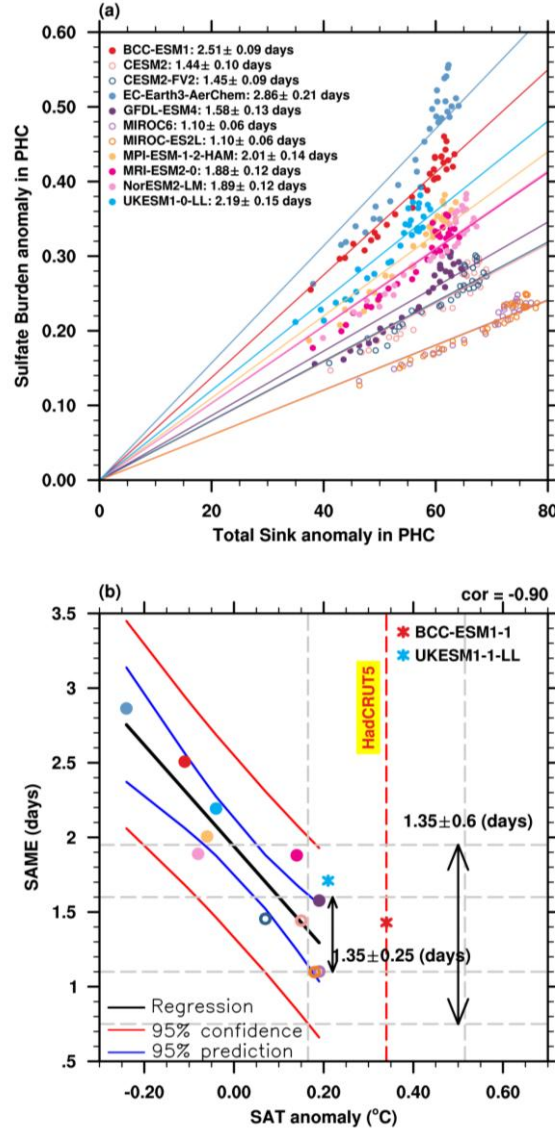 (a)
0.60
0.50
0.40
0.30
0.20
0.10
0.00
Sulfate Burden anomaly in PHC
BCC-ESM1: 2.51± 0.09 days
CESM2: 1.44± 0.10 days
CESM2-FV2: 1.45± 0.09 days
EC-Earth3-AerChem: 2.86± 0.21 days
GFDL-ESM4: 1.58± 0.13 days
MIROC6: 1.10± 0.06 days
MIROC-ES2L: 1.10± 0.06 days
MPI-ESM-1-2-HAM: 2.01± 0.14 days
MRI-ESM2-0: 1.88± 0.12 days
NorESM2-LM: 1.89± 0.12 days
UKESM1-0-LL: 2.19± 0.15 days
0 20 40 60 80
Total Sink anomaly in PHC
(b)
cor = -0.90
3.5
3
2.5
2
1.5
1
.5
SAME (days)
BCC-ESM1-1
UKESM1-1-LL
HadCRUT5
1.35±0.6 (days)
1.35±0.25 (days)
Regression
95% confidence
95% prediction
-0.20 0.00 0.20 0.40 0.60
SAT anomaly (°C)